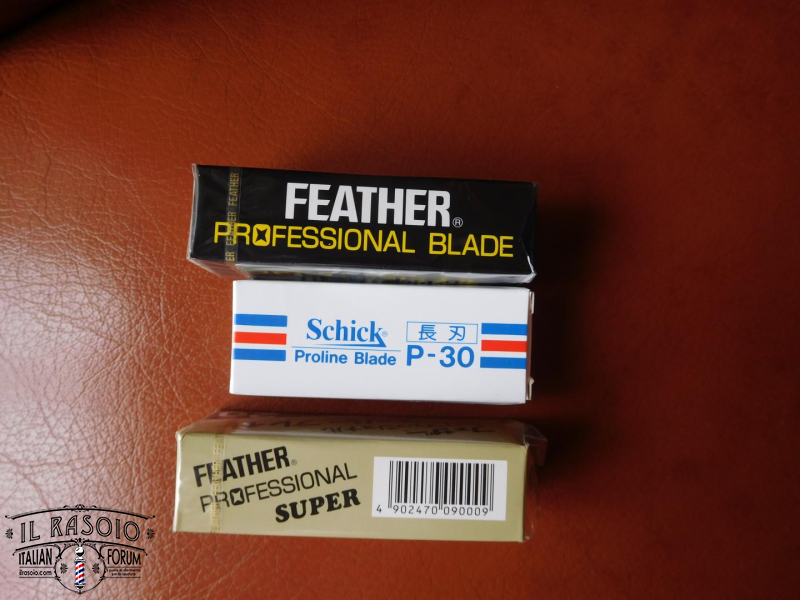 FEATHER®
PROFESSIONAL BLADE
Schick®
Proline Blade
長刃
P-30
FEATHER®
PROFESSIONAL
SUPER
4 902470 090009
IL RASOIO
ITALIAN FORUM
ilrasoio.com